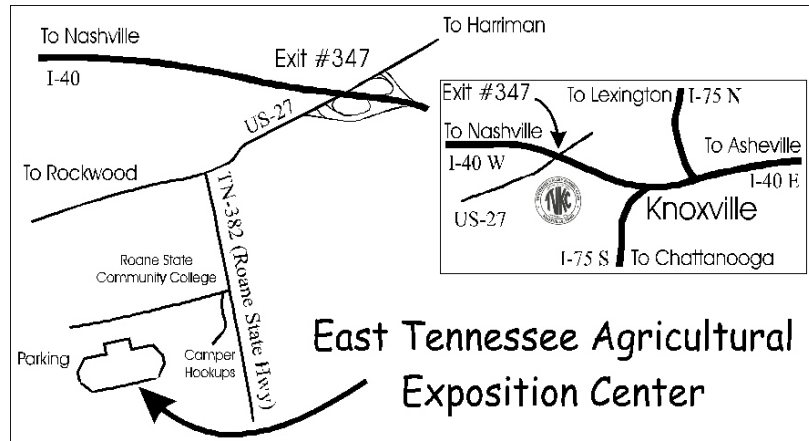 To Nashville
I-40
Exit #347
To Harriman
US-27
To Rockwood
TN-382 (Roane State Hwy)
Roane State
Community College
Parking
Camper
Hookups
Exit #347
To Lexington
I-75 N
To Nashville
I-40 W
To Asheville
I-40 E
US-27
TVKC
Knoxville
I-75 S
To Chattanooga
East Tennessee Agricultural
Exposition Center